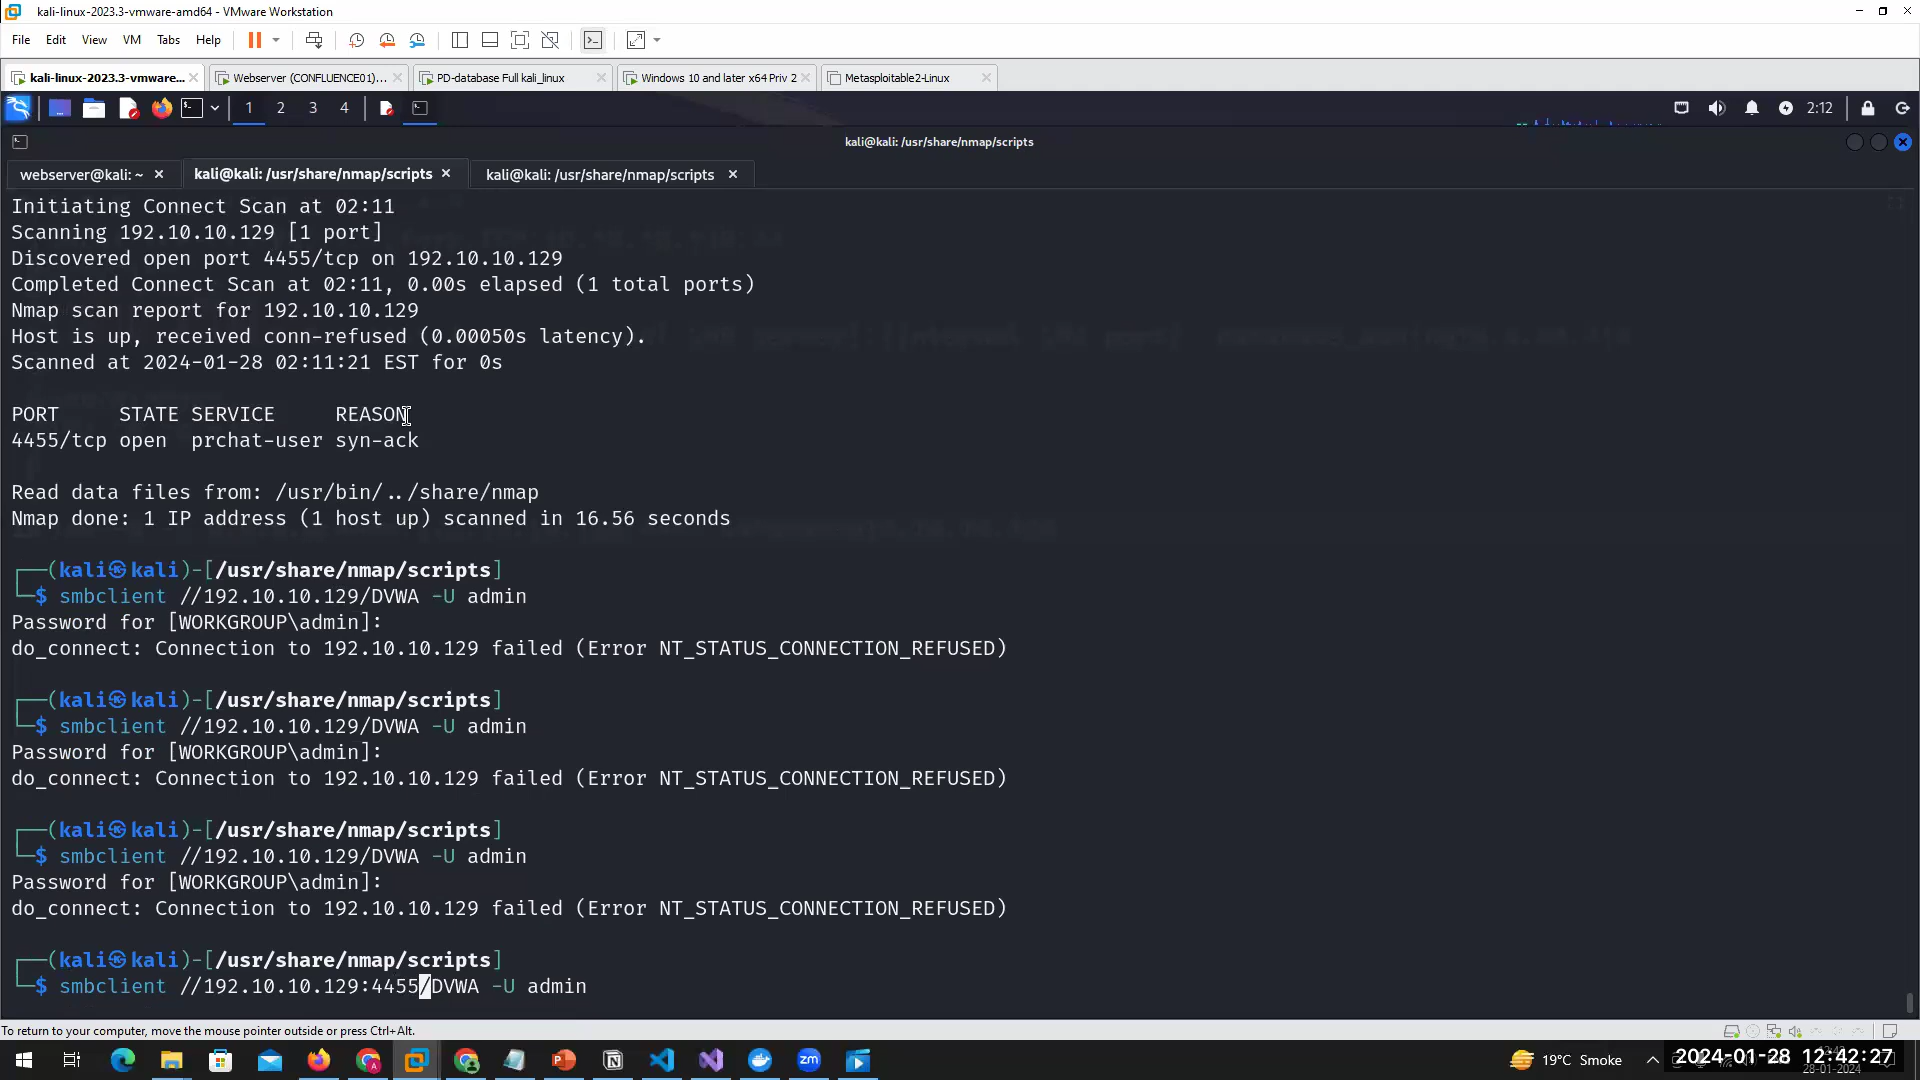 kali-linux-2023.3-vmware-amd64 - VMware Workstation
File Edit View VM Tabs Help
kali-linux-2023.3-vmware... Webserver (CONFLUENCE01)... PD-database Full kali_linux Windows 10 and later x64 Priv 2 Metasploitable2-Linux
1 2 3 4 2:12
kali@kali: /usr/share/nmap/scripts
webserver@kali: ~ kali@kali: /usr/share/nmap/scripts kali@kali: /usr/share/nmap/scripts
Initiating Connect Scan at 02:11
Scanning 192.10.10.129 [1 port]
Discovered open port 4455/tcp on 192.10.10.129
Completed Connect Scan at 02:11, 0.00s elapsed (1 total ports)
Nmap scan report for 192.10.10.129
Host is up, received conn-refused (0.00050s latency).
Scanned at 2024-01-28 02:11:21 EST for 0s
PORT STATE SERVICE REASON
4455/tcp open prchat-user syn-ack
Read data files from: /usr/bin/../share/nmap
Nmap done: 1 IP address (1 host up) scanned in 16.56 seconds
┌──(kali㉿kali)-[/usr/share/nmap/scripts]
└─$ smbclient //192.10.10.129/DVWA -U admin
Password for [WORKGROUP\admin]:
do_connect: Connection to 192.10.10.129 failed (Error NT_STATUS_CONNECTION_REFUSED)
┌──(kali㉿kali)-[/usr/share/nmap/scripts]
└─$ smbclient //192.10.10.129/DVWA -U admin
Password for [WORKGROUP\admin]:
do_connect: Connection to 192.10.10.129 failed (Error NT_STATUS_CONNECTION_REFUSED)
┌──(kali㉿kali)-[/usr/share/nmap/scripts]
└─$ smbclient //192.10.10.129/DVWA -U admin
Password for [WORKGROUP\admin]:
do_connect: Connection to 192.10.10.129 failed (Error NT_STATUS_CONNECTION_REFUSED)
┌──(kali㉿kali)-[/usr/share/nmap/scripts]
└─$ smbclient //192.10.10.129:4455/DVWA -U admin
To return to your computer, move the mouse pointer outside or press Ctrl+Alt.
19°C Smoke 2024-01-28 12:42:27
28-01-2024